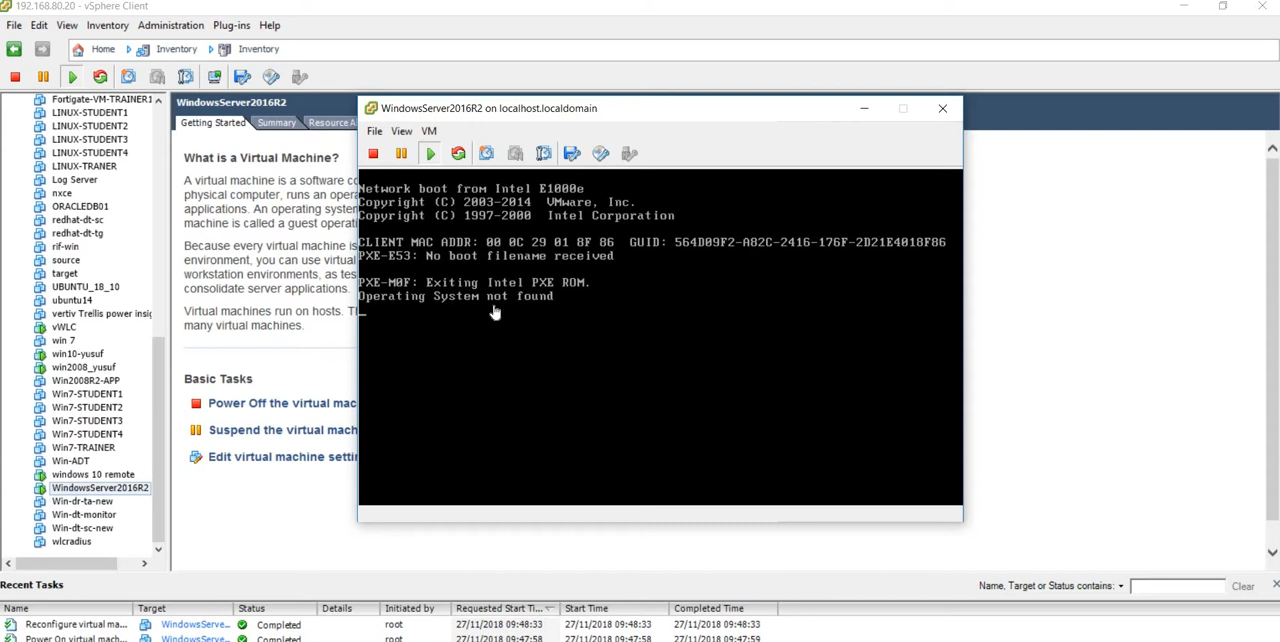 192.168.80.20 - vSphere Client
File Edit View Inventory Administration Plug-ins Help
Home Inventory Inventory
Fortigate-VM-TRAINER1
LINUX-STUDENT1
LINUX-STUDENT2
LINUX-STUDENT3
LINUX-STUDENT4
LINUX-TRANER
Log Server
nxce
ORACLEDB01
redhat-dt-sc
redhat-dt-tg
rif-win
source
target
UBUNTU_18_10
ubuntu14
vertiv Trellis power insig
vWLC
win 7
win10-yusuf
win2008_yusuf
Win2008R2-APP
Win7-STUDENT1
Win7-STUDENT2
Win7-STUDENT3
Win7-STUDENT4
Win7-TRAINER
Win-ADT
windows 10 remote
WindowsServer2016R2
Win-dr-ta-new
Win-dt-monitor
Win-dt-sc-new
wlcradius
WindowsServer2016R2
Getting Started Summary Resource A
What is a Virtual Machine?
A virtual machine is a software co
physical computer, runs an opera
applications. An operating system
machine is called a guest operati
Because every virtual machine is
environment, you can use virtual
workstation environments, as tes
consolidate server applications.
Virtual machines run on hosts. T
many virtual machines.
Basic Tasks
Power Off the virtual mac
Suspend the virtual mach
Edit virtual machine setti
WindowsServer2016R2 on localhost.localdomain
File View VM
Network boot from Intel E1000e
Copyright (C) 2003-2014 VMware, Inc.
Copyright (C) 1997-2000 Intel Corporation
CLIENT MAC ADDR: 00 0C 29 01 8F 86 GUID: 564D09F2-A82C-2416-176F-2D21E4018F86
PXE-E53: No boot filename received
PXE-M0F: Exiting Intel PXE ROM.
Operating System not found
Recent Tasks
Name, Target or Status contains: Clear
Name Target Status Details Initiated by Requested Start Ti... Start Time Completed Time
Reconfigure virtual ma... WindowsServe... Completed root 27/11/2018 09:48:33 27/11/2018 09:48:33 27/11/2018 09:48:33
Power On virtual mach... WindowsServe... Completed root 27/11/2018 09:47:58 27/11/2018 09:47:58 27/11/2018 09:47:59